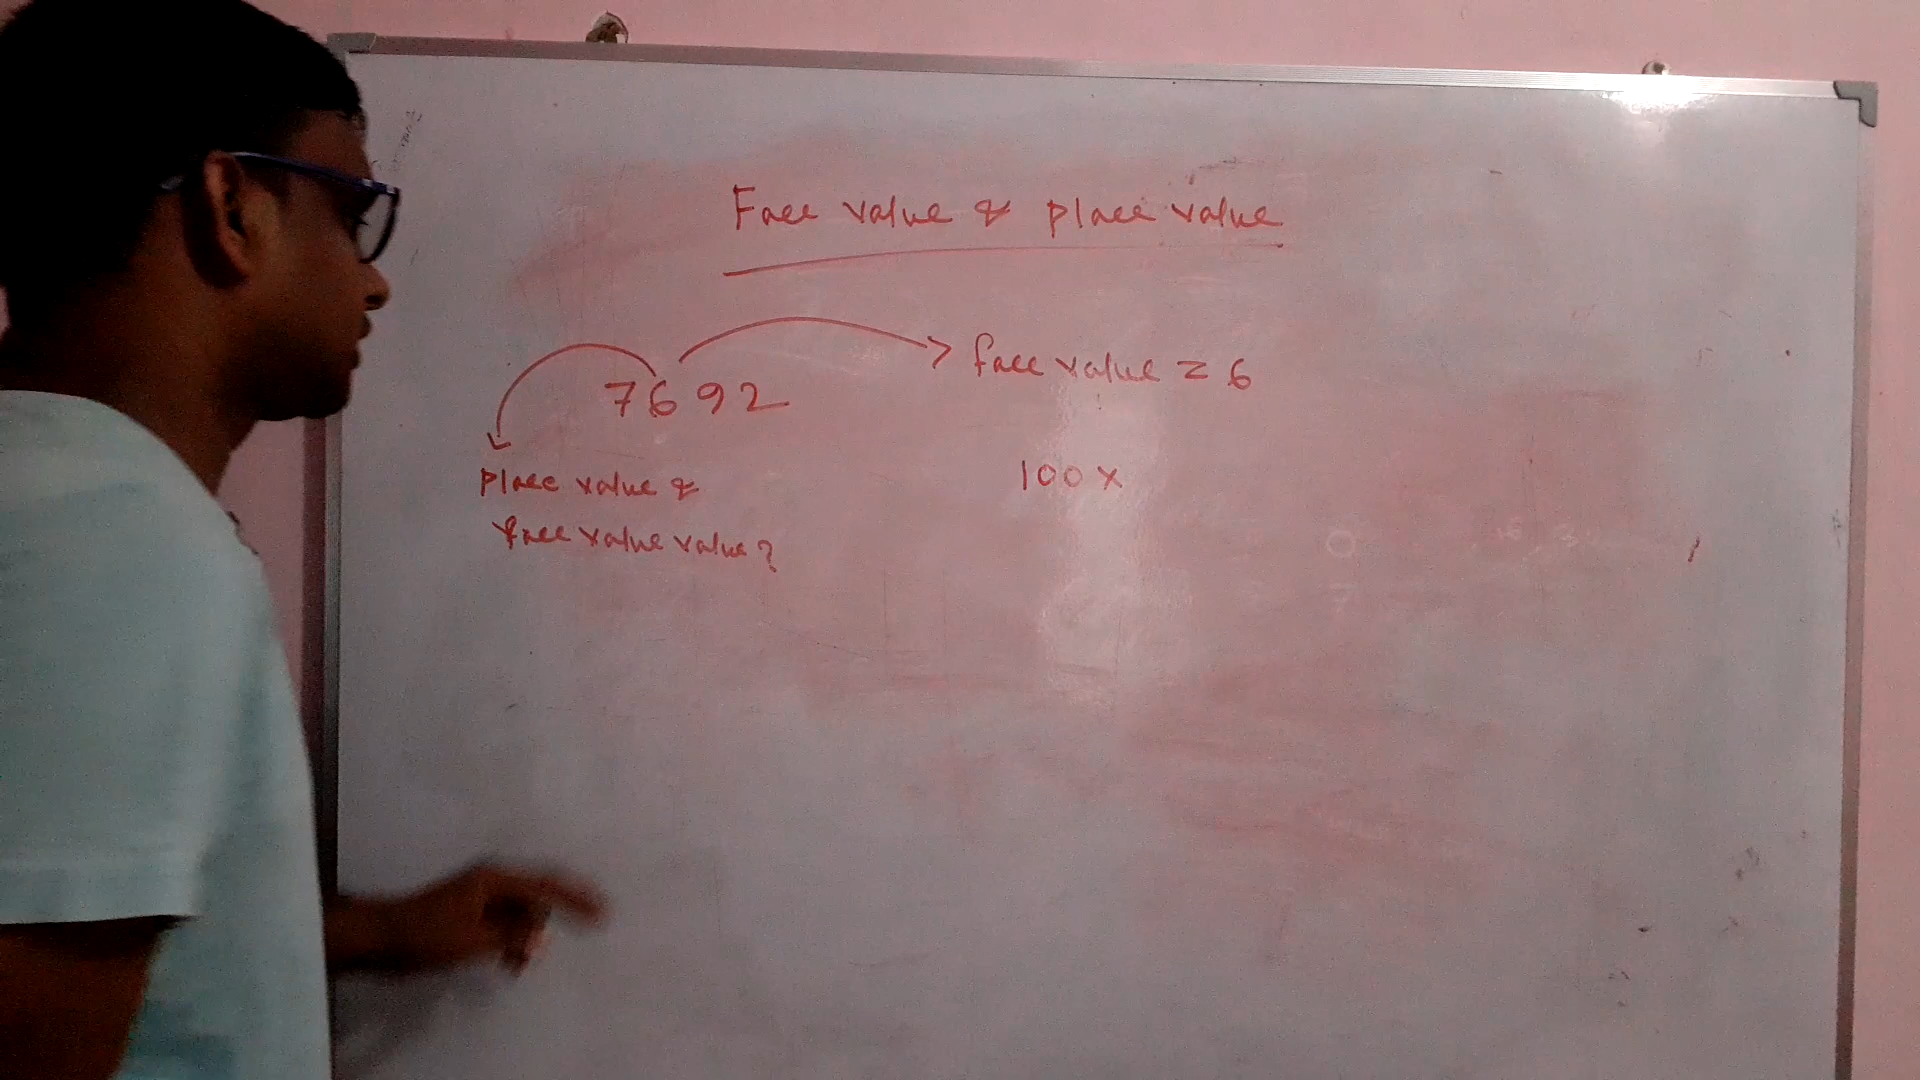 Face value & place value
7692
face value = 6
place value &
face value value?
100 ×